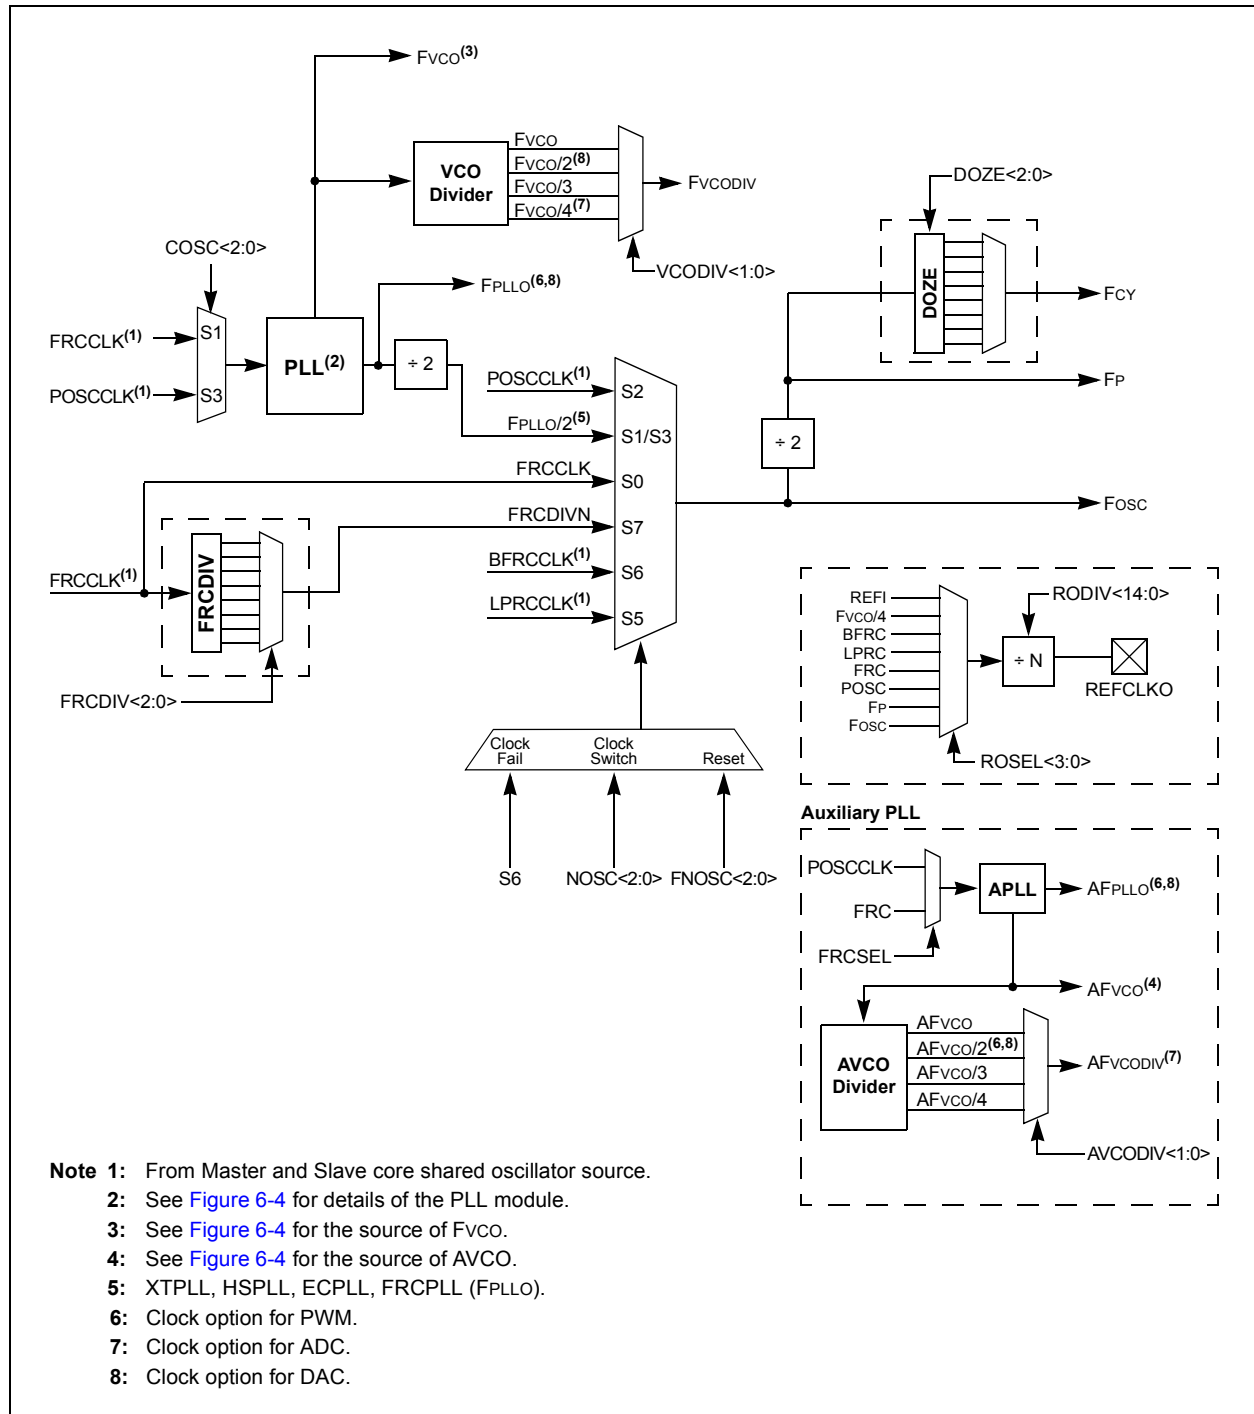 FVCO(3)
VCO Divider
FVCO
FVCO/2(8)
FVCO/3
FVCO/4(7)
FVCODIV
VCODIV<1:0>
DOZE<2:0>
DOZE
FCY
COSC<2:0>
FPLLO(6,8)
FRCCLK(1)
S1
POSCCLK(1)
S3
PLL(2)
÷ 2
POSCCLK(1)
S2
FPLLO/2(5)
S1/S3
FRCCLK
S0
FRCDIVN
S7
BFRCCLK(1)
S6
LPRCCLK(1)
S5
FP
÷ 2
FOSC
FRCCLK(1)
FRCDIV
FRCDIV<2:0>
Clock Fail
Clock Switch
Reset
S6
NOSC<2:0>
FNOSC<2:0>
REFI
FVCO/4
BFRC
LPRC
FRC
POSC
FP
FOSC
RODIV<14:0>
÷ N
REFCLKO
ROSEL<3:0>
Auxiliary PLL
POSCCLK
FRC
FRCSEL
APLL
AFPLLO(6,8)
AFVCO(4)
AVCO Divider
AFVCO
AFVCO/2(6,8)
AFVCO/3
AFVCO/4
AFVCODIV(7)
AVCODIV<1:0>
Note 1: From Master and Slave core shared oscillator source.
2: See Figure 6-4 for details of the PLL module.
3: See Figure 6-4 for the source of FVCO.
4: See Figure 6-4 for the source of AVCO.
5: XTPLL, HSPLL, ECPLL, FRCPLL (FPLLO).
6: Clock option for PWM.
7: Clock option for ADC.
8: Clock option for DAC.